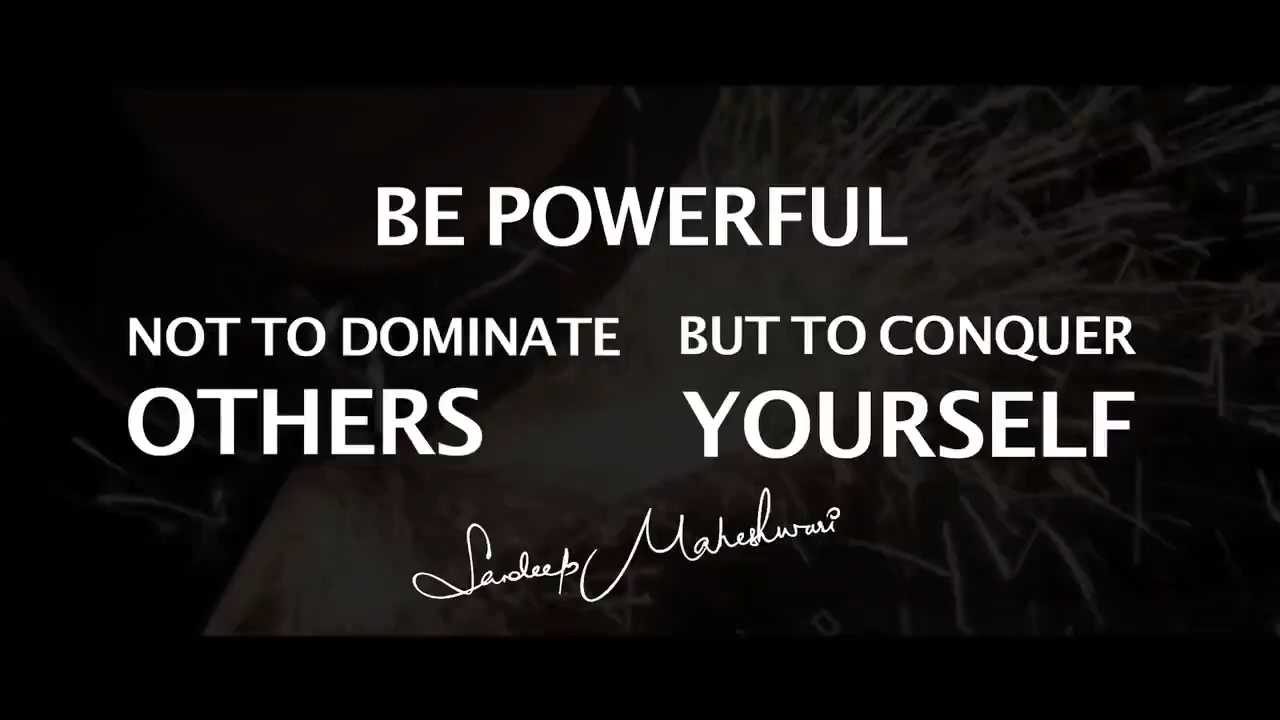 BE POWERFUL
NOT TO DOMINATE
OTHERS
BUT TO CONQUER
YOURSELF
Sandeep Maheshwari